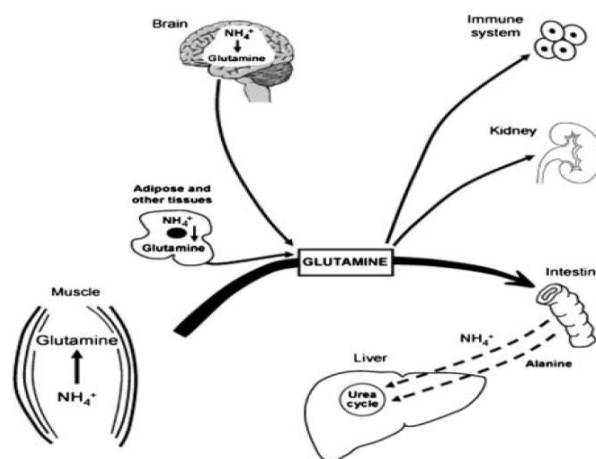 Brain
NH₄⁺
Glutamine
Immune
system
Kidney
Adipose and
other tissues
NH₄⁺
Glutamine
GLUTAMINE
Intestin
Muscle
Glutamine
NH₄⁺
NH₄⁺
Alanine
Liver
Urea
cycle